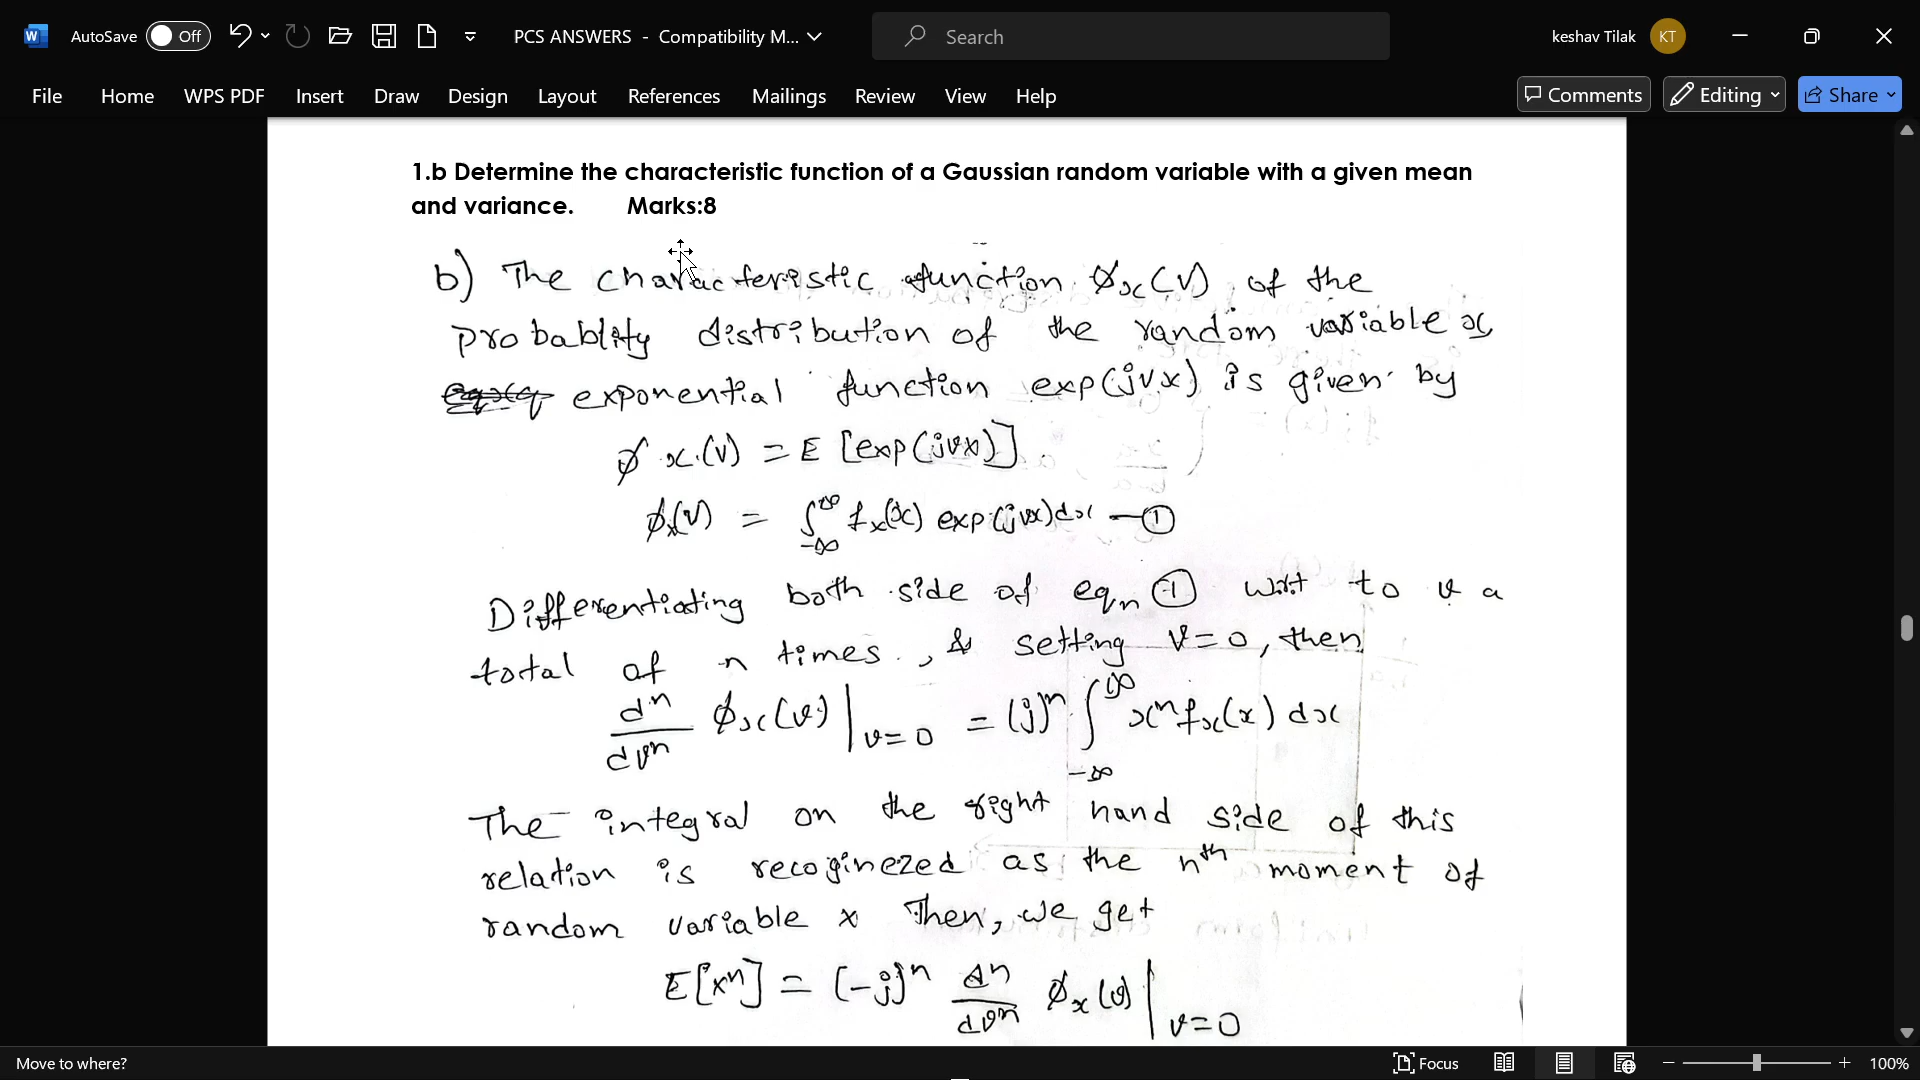 AutoSave Off PCS ANSWERS - Compatibility M... Search keshav Tilak KT
File Home WPS PDF Insert Draw Design Layout References Mailings Review View Help Comments Editing Share
1.b Determine the characteristic function of a Gaussian random variable with a given mean
and variance. Marks:8
b) The characteristic function ϕx(v) of the
probablity distribution of the random variable x
exponential function exp(jvx) is given by
ϕx(v) = E [exp(jvx)]
ϕx(v) = ∫_{-∞}^{∞} fx(x) exp(jvx)dx —①
Differentiating both side of eqn ① w.r.t to v a
total of n times, & setting v=0, then
d^n/dv^n ϕx(v)|v=0 = (j)^n ∫_{-∞}^{∞} x^n fx(x) dx
The integral on the right hand side of this
relation is recoginezed as the nth moment of
random variable x Then, we get
E[x^n] = (-j)^n d^n/dv^n ϕx(v)|v=0
Move to where? Focus 100%